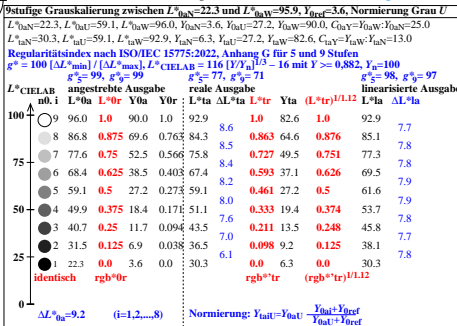 9stufige Grauskalierung zwischen L*0aN=22.3 und L*0aW=95.9, Y0ref=3.6, Normierung Grau U
L*0aN=22.3, L*0aU=59.1, L*0aW=96.0, Y0aN=3.6, Y0aU=27.2, Y0aW=90.0, C0aY=Y0aW:Y0aN=25.0
L*taN=30.3, L*taU=59.1, L*taW=92.9, YtaN=6.3, YtaU=27.2, YtaW=82.6, CtaY=YtaW:YtaN=13.0
Regularitätsindex nach ISO/IEC 15775:2022, Anhang G für 5 und 9 Stufen
g* = 100 [ΔL*min] / [ΔL*max], L*CIELAB = 116 [Y/Yn]1/3 – 16 mit Y >= 0,882, Yn=100
g*5= 99, g*9= 99 g*5= 77, g*9= 71 g*5= 98, g*9= 97
L*CIELAB angestrebte Ausgabe reale Ausgabe linearisierte Ausgabe
n0. i L*0a L*0r Y0a Y0r L*ta ΔL*ta L*tr Yta (L*tr)1/1.12 L*la ΔL*la
100
9 96.0 1.0 90.0 1.0 92.9 1.0 82.6 1.0 92.9
8.6 7.7
8 86.8 0.875 69.6 0.763 84.3 0.863 64.6 0.876 85.1
8.5 7.8
75
7 77.6 0.75 52.5 0.566 75.8 0.727 49.5 0.751 77.3
8.4 7.8
6 68.4 0.625 38.5 0.403 67.4 0.593 37.1 0.626 69.5
8.2 7.9
5 59.1 0.5 27.2 0.273 59.1 0.461 27.2 0.5 61.6
8.0 7.9
50
4 49.9 0.375 18.4 0.171 51.1 0.333 19.4 0.374 53.7
7.6 7.8
3 40.7 0.25 11.7 0.094 43.5 0.211 13.5 0.248 45.8
7.0 7.7
2 31.5 0.125 6.9 0.038 36.5 0.098 9.2 0.125 38.1
6.1 7.8
25
1 22.3 0.0 3.6 0.0 30.3 0.0 6.3 0.0 30.3
identisch rgb*0r rgb*'tr (rgb*'tr)1/1.12
0
ΔL*0a=9.2 (i=1,2,...,8) Normierung: YtaiU=Y0aU Y0ai+Y0ref
Y0aU+Y0ref